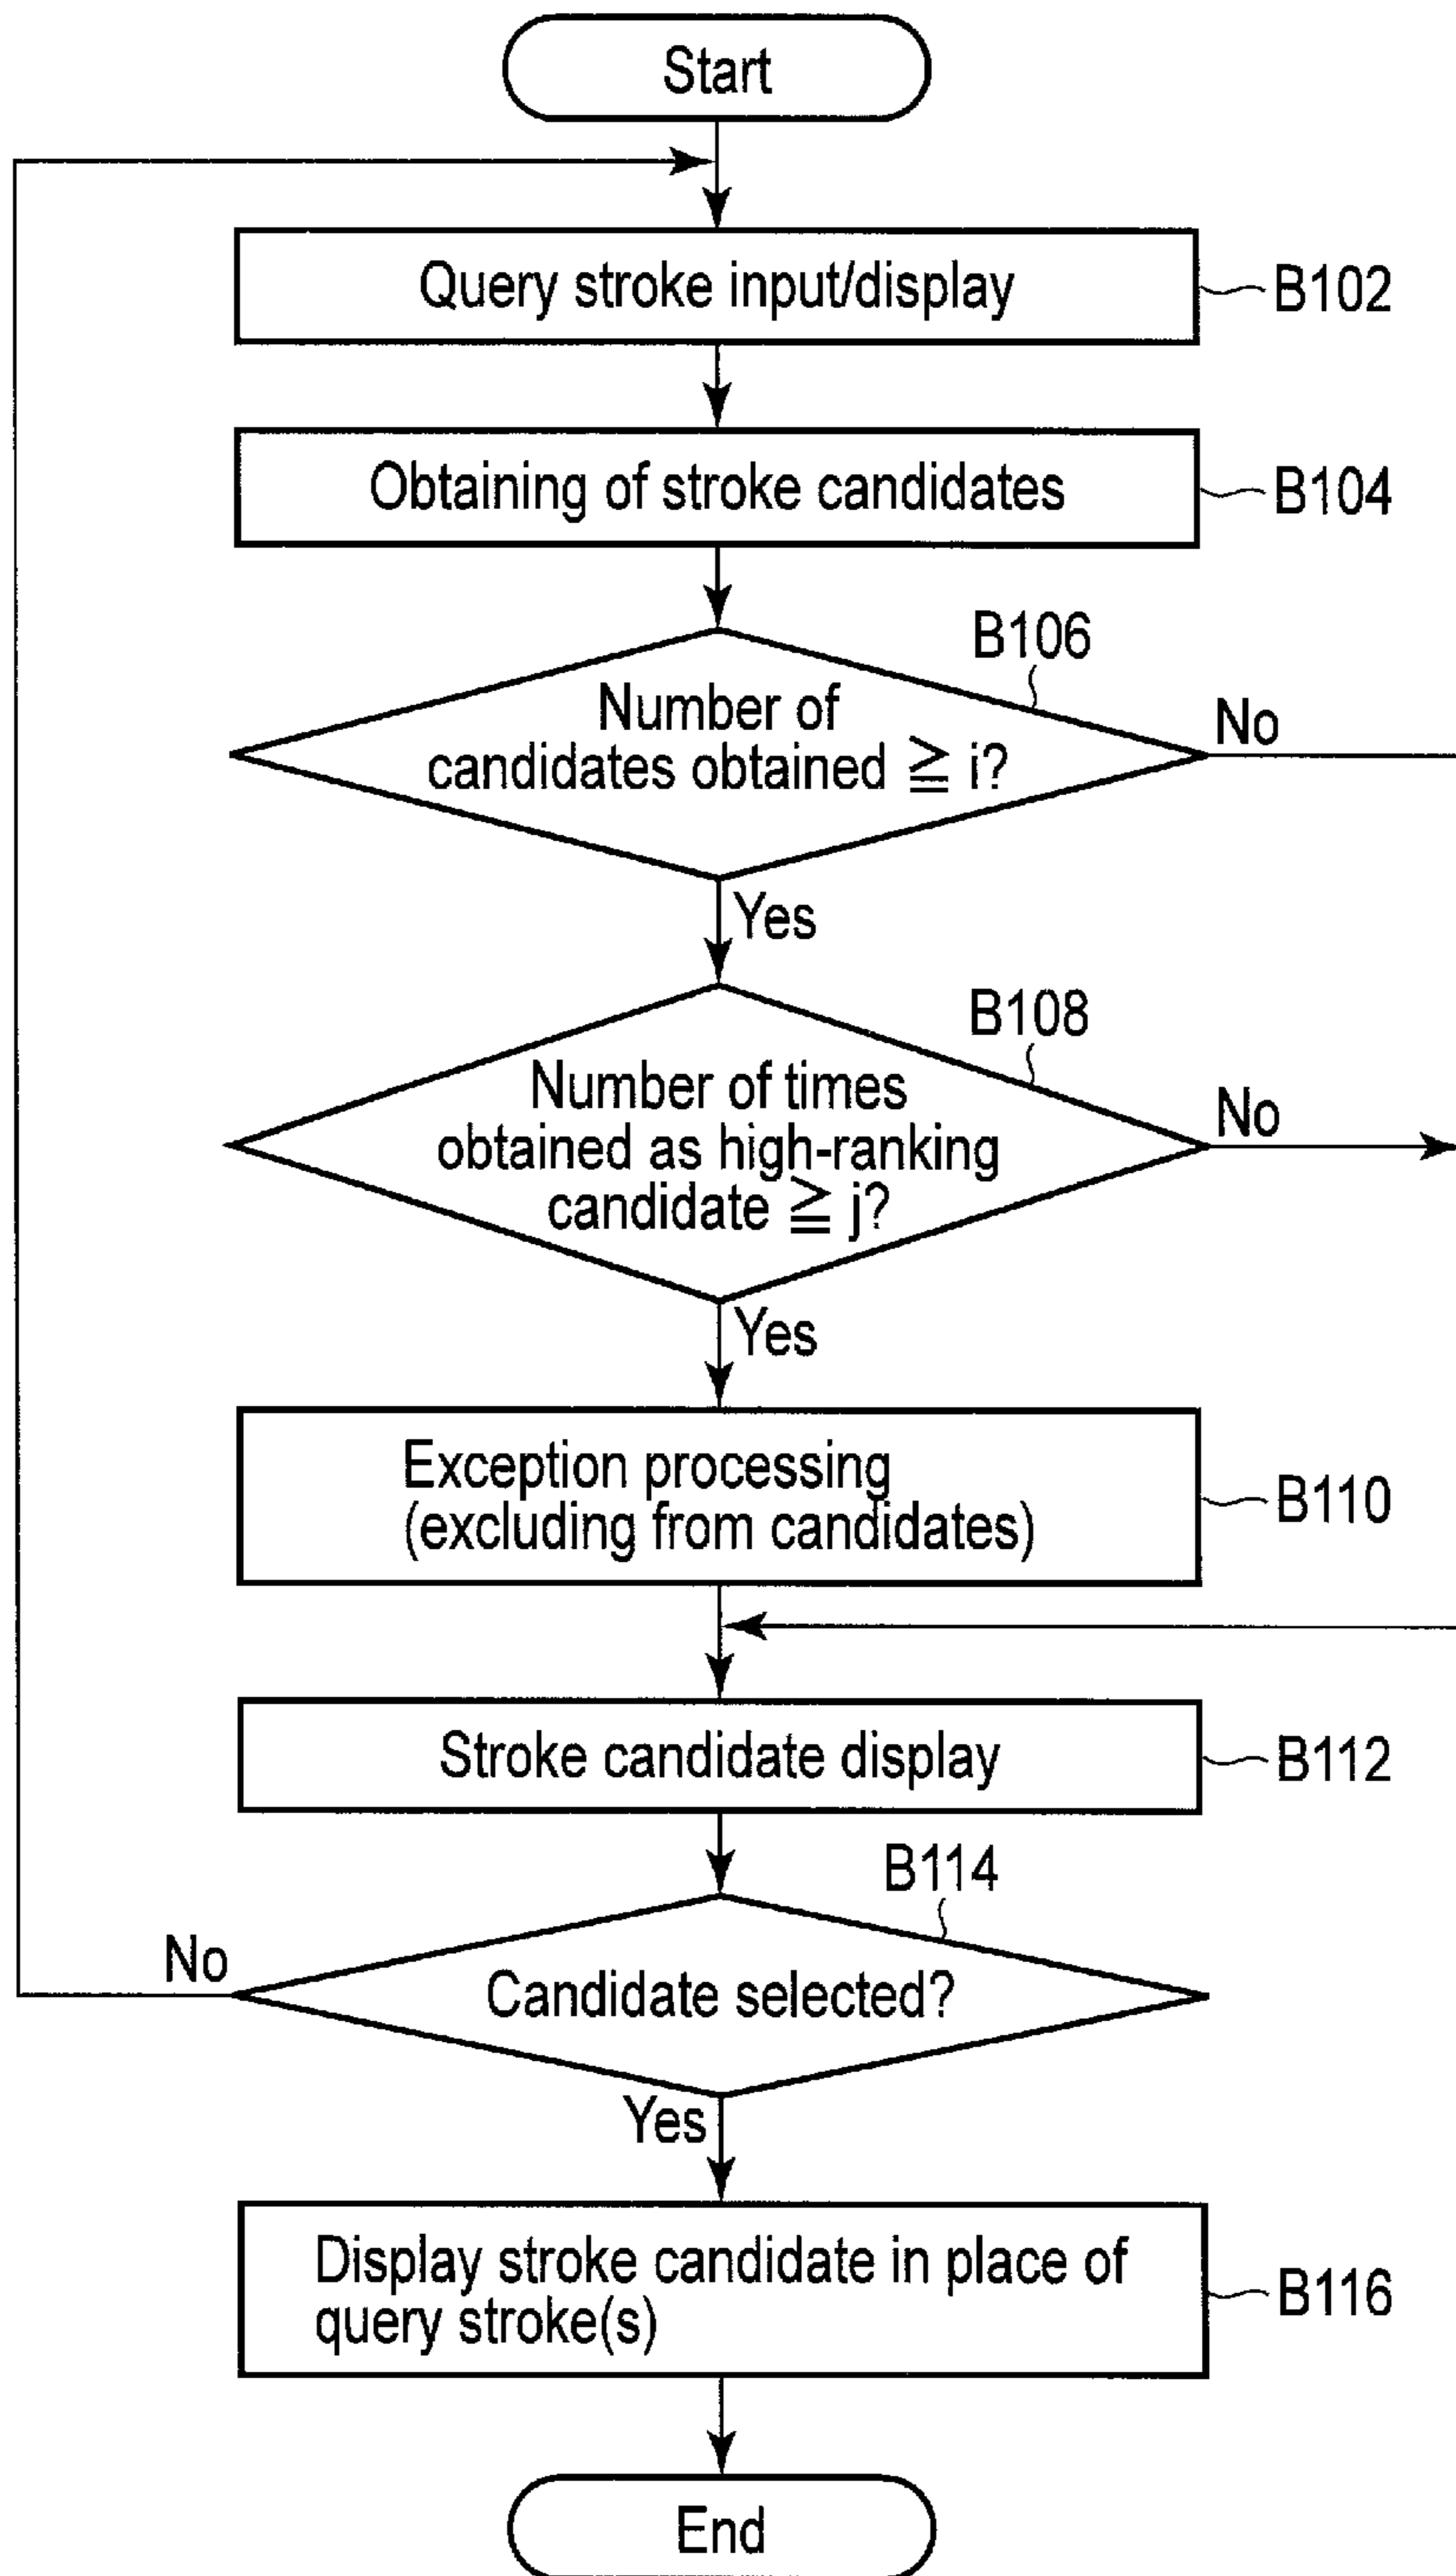 Start
Query stroke input/display
B102
Obtaining of stroke candidates
B104
B106
Number of
candidates obtained ≧ i?
No
Yes
B108
Number of times
obtained as high-ranking
candidate ≧ j?
No
Yes
Exception processing
(excluding from candidates)
B110
Stroke candidate display
B112
B114
No
Candidate selected?
Yes
Display stroke candidate in place of
query stroke(s)
B116
End